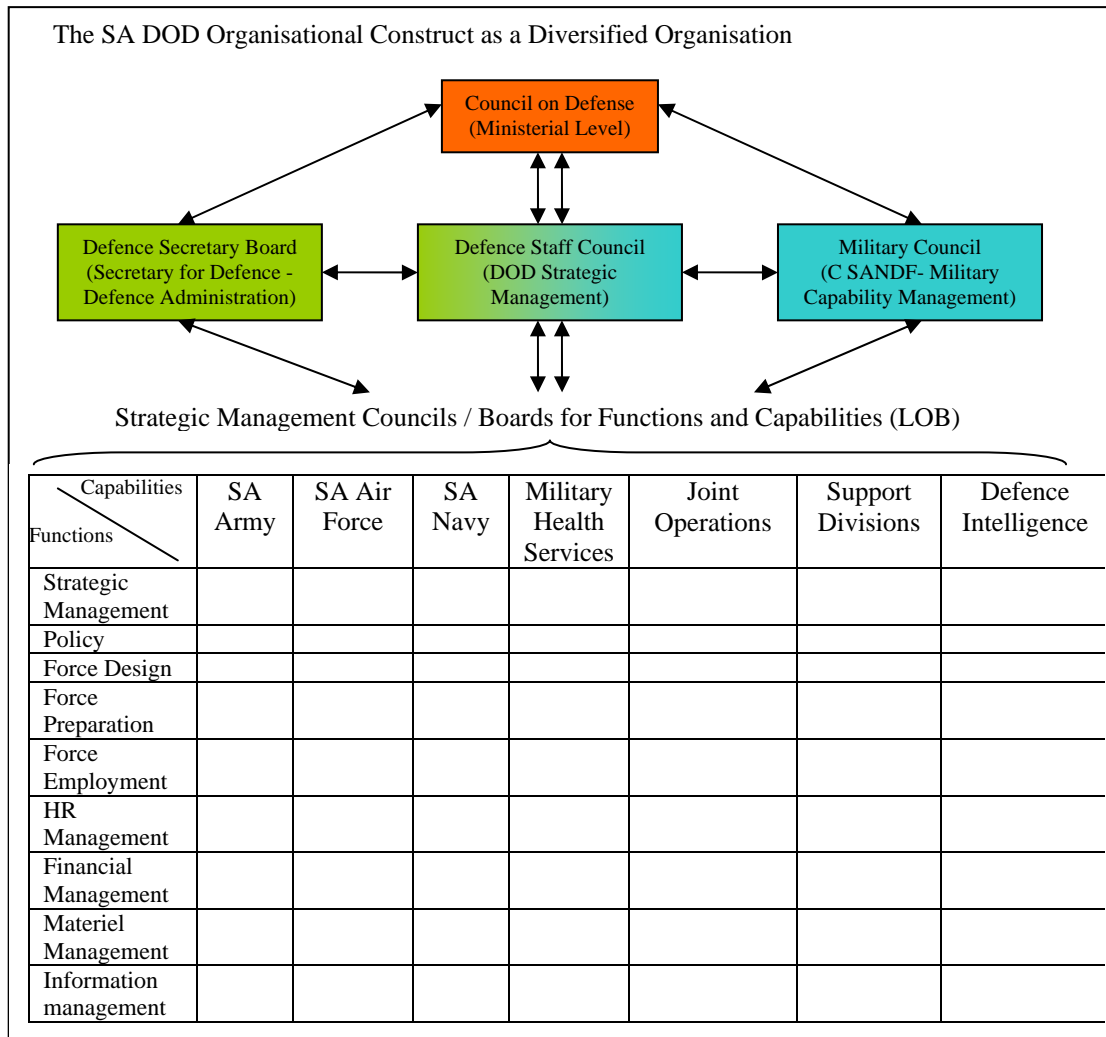 The SA DOD Organisational Construct as a Diversified Organisation
Council on Defense
(Ministerial Level)
Defence Secretary Board
(Secretary for Defence -
Defence Administration)
Defence Staff Council
(DOD Strategic
Management)
Military Council
(C SANDF- Military
Capability Management)
Strategic Management Councils / Boards for Functions and Capabilities (LOB)
Capabilities
Functions
SA
Army
SA Air
Force
SA
Navy
Military
Health
Services
Joint
Operations
Support
Divisions
Defence
Intelligence
Strategic
Management
Policy
Force Design
Force
Preparation
Force
Employment
HR
Management
Financial
Management
Materiel
Management
Information
management